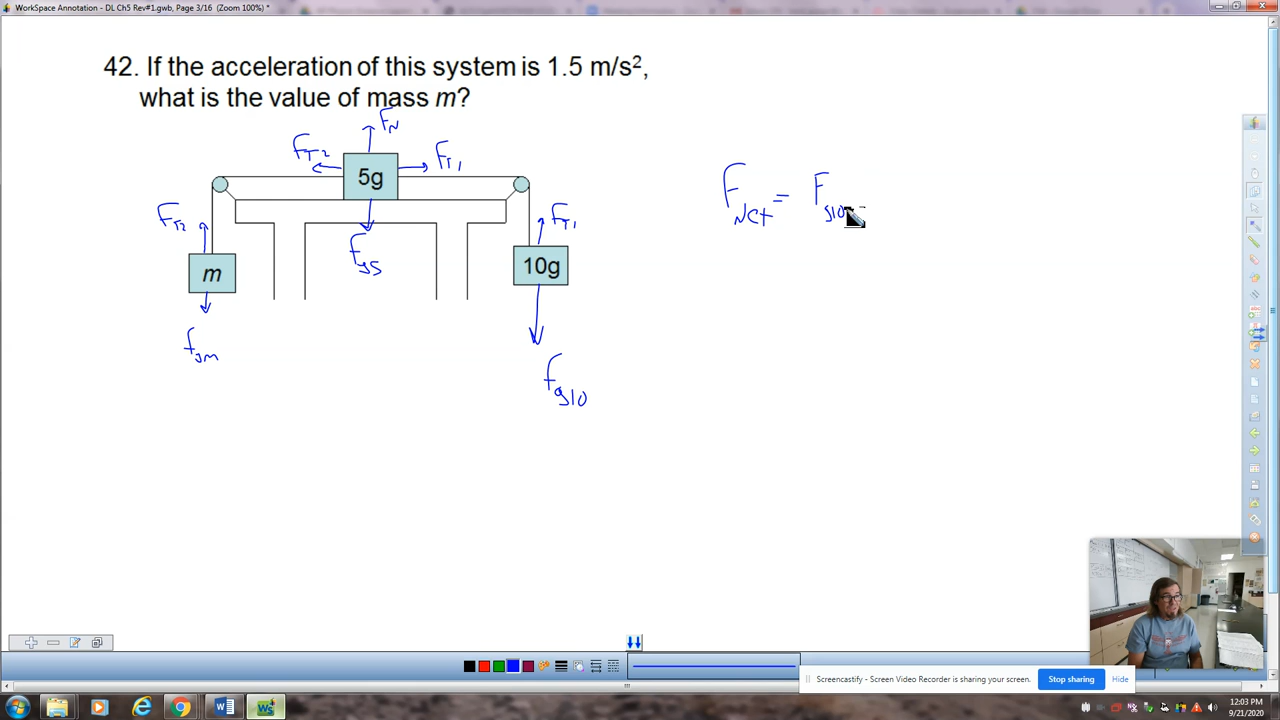 WorkSpace Annotation - DL Ch5 Rev#1.gwb, Page 3/16 (Zoom 100%) *
42. If the acceleration of this system is 1.5 m/s²,
what is the value of mass m?
FN
FT2
FT1
5g
FNet = Fg10
FT2
FT1
Fg5
m
10g
Fgm
Fg10
Screencastify - Screen Video Recorder is sharing your screen.
Stop sharing
Hide
12:03 PM
9/21/2020